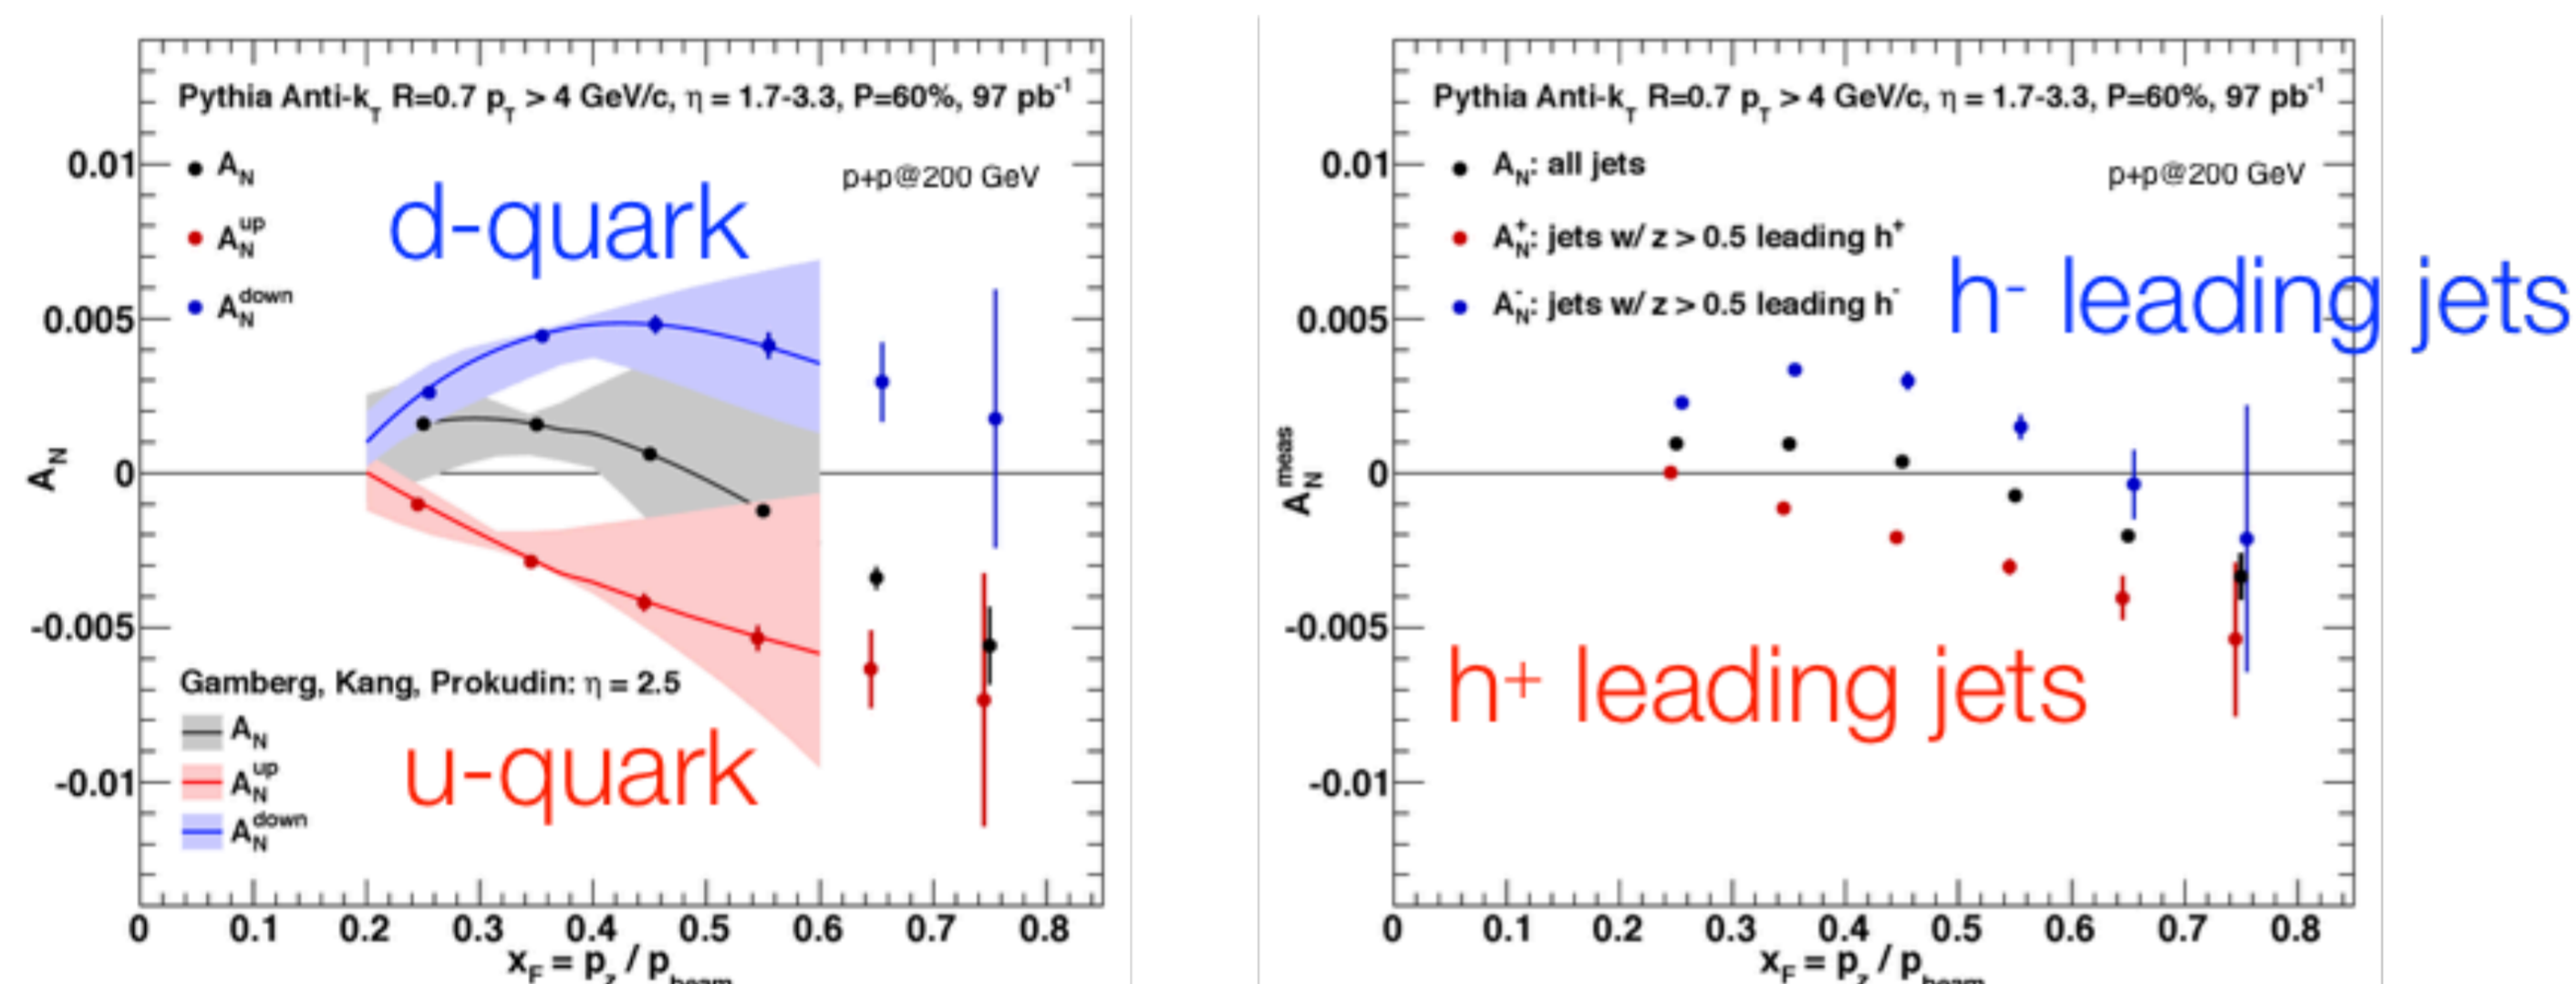 Pythia Anti-kT R=0.7 pT > 4 GeV/c, η = 1.7-3.3, P=60%, 97 pb-1
AN
p+p@200 GeV
d-quark
ANup
ANdown
0.01
0.005
0
-0.005
-0.01
AN
Gamberg, Kang, Prokudin: η = 2.5
AN
ANup
ANdown
u-quark
0 0.1 0.2 0.3 0.4 0.5 0.6 0.7 0.8
xF = pz / pbeam
Pythia Anti-kT R=0.7 pT > 4 GeV/c, η = 1.7-3.3, P=60%, 97 pb-1
AN: all jets
p+p@200 GeV
AN+: jets w/ z > 0.5 leading h+
AN-: jets w/ z > 0.5 leading h-
h- leading jets
0.01
0.005
0
-0.005
-0.01
ANmeas
h+ leading jets
0 0.1 0.2 0.3 0.4 0.5 0.6 0.7 0.8
xF = pz / pbeam